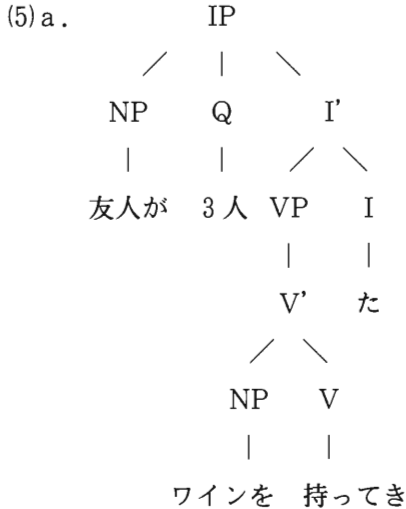 (5)a. IP
NP Q I'
友人が 3人 VP I
V' た
NP V
ワインを 持ってき